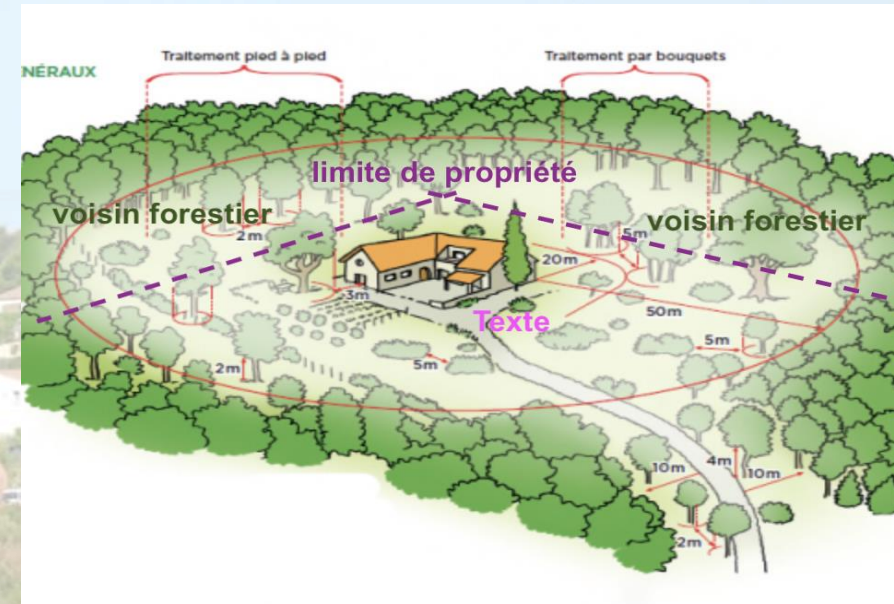 Traitement pied à pied
Traitement par bouquets
NÉRAUX
limite de propriété
voisin forestier
voisin forestier
2m
5m
20m
3m
50m
Texte
5m
2m
5m
4m
10m
10m
2m